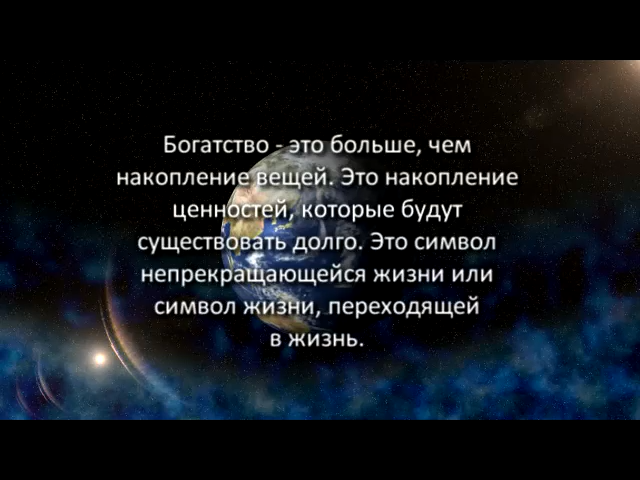 Богатство - это больше, чем
накопление вещей. Это накопление
ценностей, которые будут
существовать долго. Это символ
непрекращающейся жизни или
символ жизни, переходящей
в жизнь.